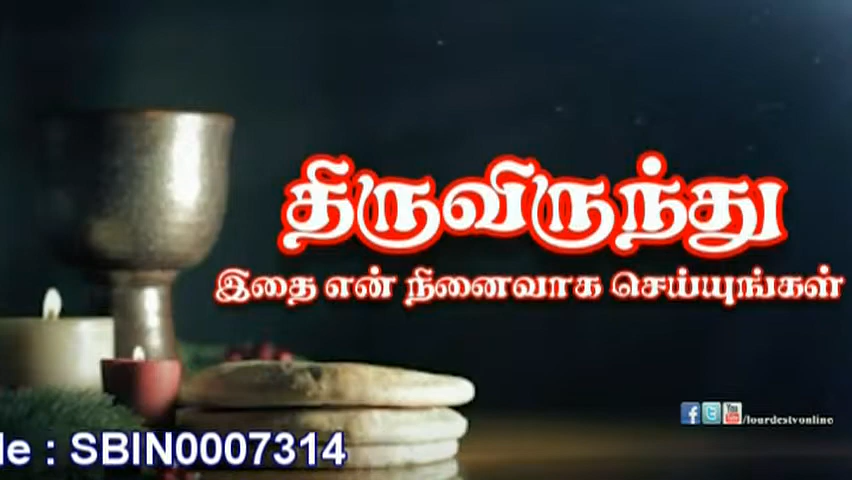 திருவிருந்து
இதை என் நினைவாக செய்யுங்கள்
/lourdestvonline
de : SBIN0007314